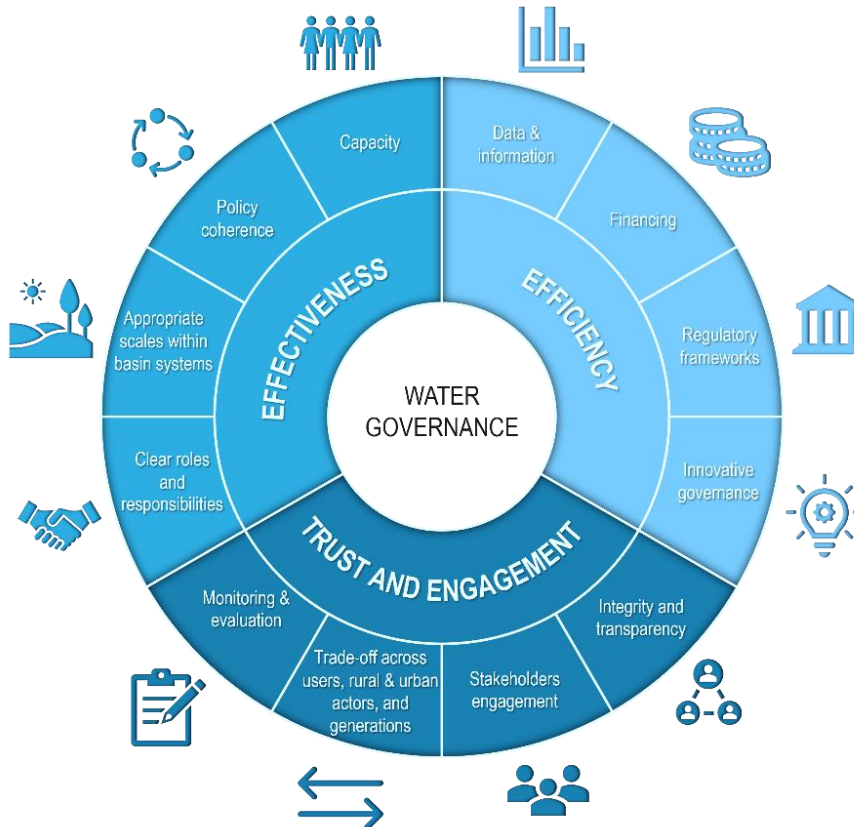 WATER
GOVERNANCE
EFFECTIVENESS
EFFICIENCY
TRUST AND ENGAGEMENT
Capacity
Policy
coherence
Appropriate
scales within
basin systems
Clear roles
and
responsibilities
Data &
information
Financing
Regulatory
frameworks
Innovative
governance
Integrity and
transparency
Stakeholders
engagement
Trade-off across
users, rural & urban
actors, and
generations
Monitoring &
evaluation